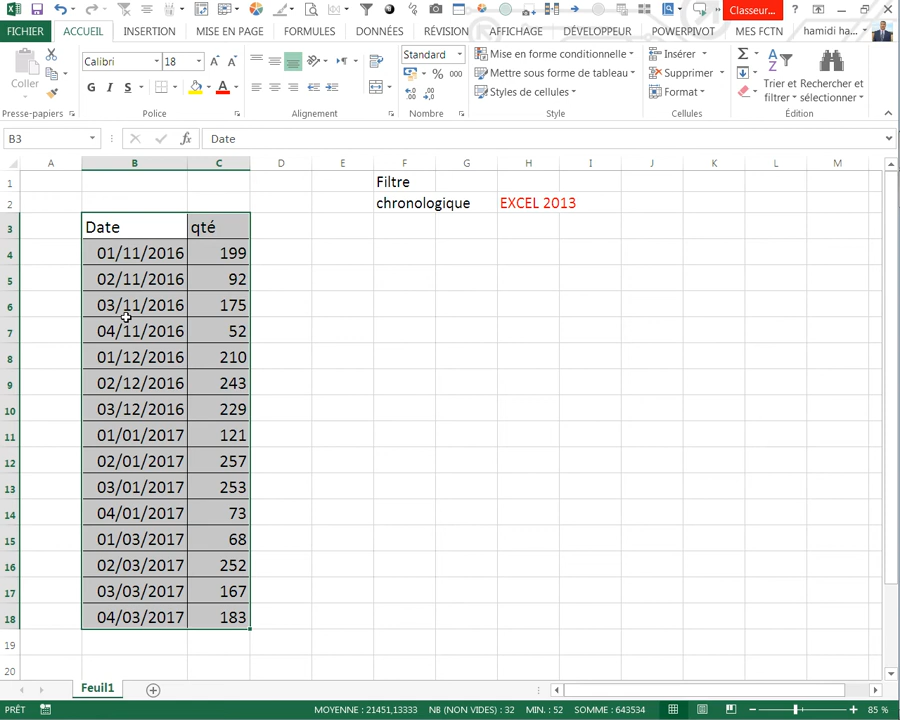 Classeur...
?
FICHIER ACCUEIL INSERTION MISE EN PAGE FORMULES DONNÉES RÉVISION AFFICHAGE DÉVELOPPEUR POWERPIVOT MES FCTN hamidi ha...
Coller
Presse-papiers
Calibri 18
G I S
Police
Alignement
Standard
% 000
Nombre
Mise en forme conditionnelle
Mettre sous forme de tableau
Styles de cellules
Style
Insérer
Supprimer
Format
Cellules
Trier et filtrer
Rechercher et sélectionner
Édition
B3 fx Date
A B C D E F G H I J K L M
1 Filtre
2 chronologique EXCEL 2013
3 Date qté
4 01/11/2016 199
5 02/11/2016 92
6 03/11/2016 175
7 04/11/2016 52
8 01/12/2016 210
9 02/12/2016 243
10 03/12/2016 229
11 01/01/2017 121
12 02/01/2017 257
13 03/01/2017 253
14 04/01/2017 73
15 01/03/2017 68
16 02/03/2017 252
17 03/03/2017 167
18 04/03/2017 183
19
20
Feuil1
PRÊT MOYENNE : 21451,13333 NB (NON VIDES) : 32 MIN. : 52 SOMME : 643534 85 %